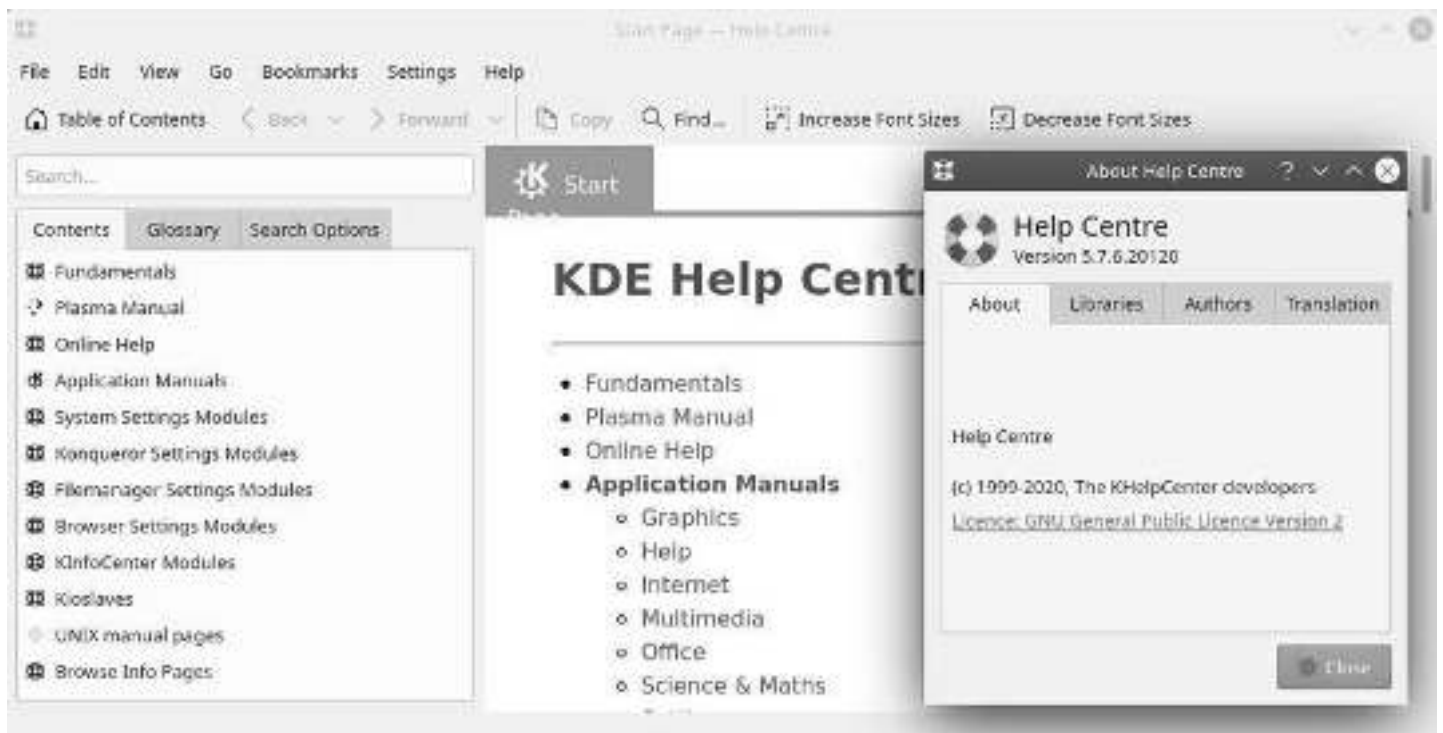 Start Page — Help Centre
File Edit View Go Bookmarks Settings Help
Table of Contents Back Forward Copy Find... Increase Font Sizes Decrease Font Sizes
Search...
Contents Glossary Search Options
Fundamentals
Plasma Manual
Online Help
Application Manuals
System Settings Modules
Konqueror Settings Modules
Filemanager Settings Modules
Browser Settings Modules
KInfoCenter Modules
Kioslaves
UNIX manual pages
Browse Info Pages
Start
KDE Help Cent
Fundamentals
Plasma Manual
Online Help
Application Manuals
Graphics
Help
Internet
Multimedia
Office
Science & Maths
About Help Centre
Help Centre
Version 5.7.6.20120
About Libraries Authors Translation
Help Centre
(c) 1999-2020, The KHelpCenter developers
Licence: GNU General Public Licence Version 2
Close